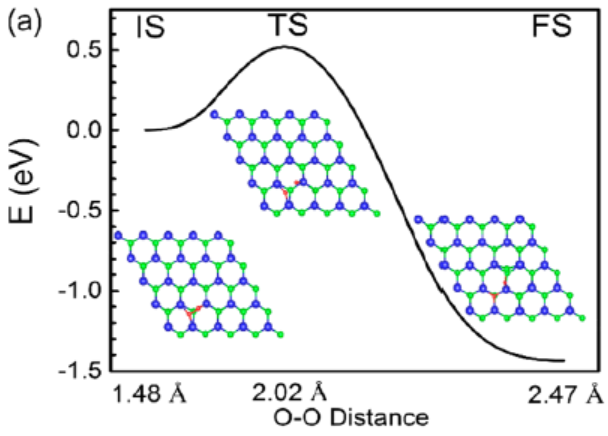 (a) IS TS FS
0.5
0.0
-0.5
-1.0
-1.5
E (eV)
1.48 Å 2.02 Å 2.47 Å
O-O Distance